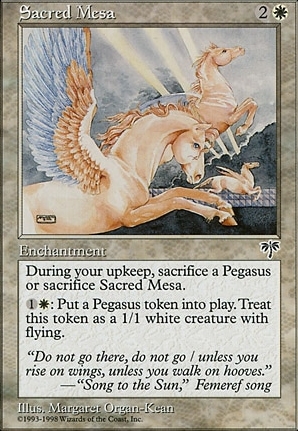 Sacred Mesa 2
Enchantment
During your upkeep, sacrifice a Pegasus
or sacrifice Sacred Mesa.
1 : Put a Pegasus token into play. Treat
this token as a 1/1 white creature with
flying.
“Do not go there, do not go / unless you
rise on wings, unless you walk on hooves.”
—“Song to the Sun,” Femeref song
Illus. Margaret Organ-Kean
©1993-1998 Wizards of the Coast, Inc.